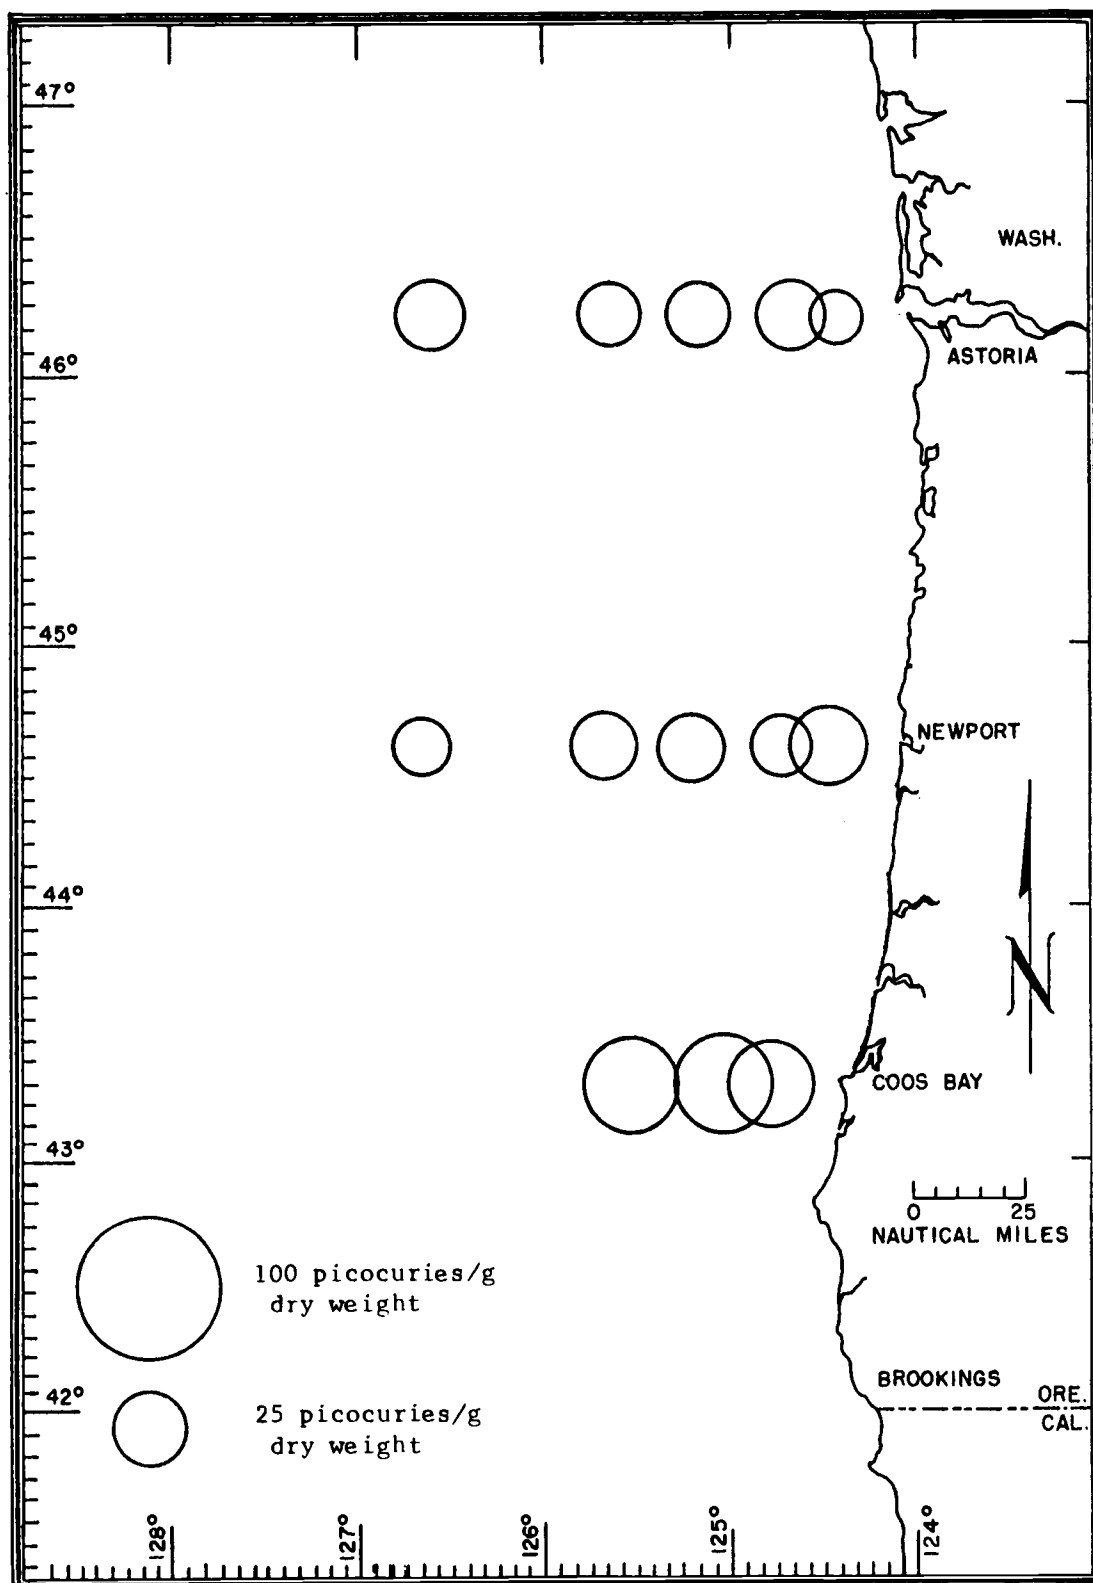 47°
WASH.
46°
ASTORIA
45°
NEWPORT
44°
N
43°
COOS BAY
0 25
NAUTICAL MILES
100 picocuries/g
dry weight
42°
BROOKINGS
ORE.
CAL.
25 picocuries/g
dry weight
128° 127° 126° 125° 124°